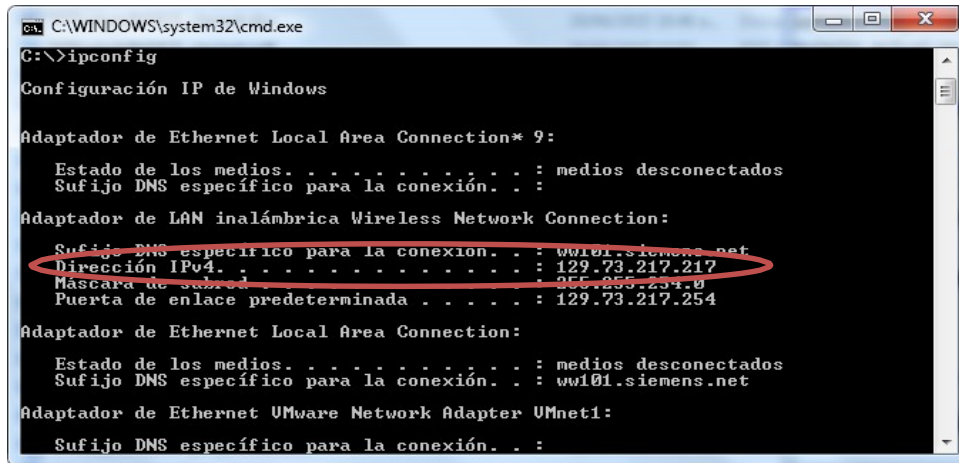 C:\WINDOWS\system32\cmd.exe
C:\>ipconfig
Configuración IP de Windows
Adaptador de Ethernet Local Area Connection* 9:
Estado de los medios. . . . . . . . . . . : medios desconectados
Sufijo DNS específico para la conexión. . :
Adaptador de LAN inalámbrica Wireless Network Connection:
Sufijo DNS específico para la conexión. . : ww101.siemens.net
Dirección IPv4. . . . . . . . . . . . . . : 129.73.217.217
Máscara de subred . . . . . . . . . . . . : 255.255.254.0
Puerta de enlace predeterminada . . . . . : 129.73.217.254
Adaptador de Ethernet Local Area Connection:
Estado de los medios. . . . . . . . . . . : medios desconectados
Sufijo DNS específico para la conexión. . : ww101.siemens.net
Adaptador de Ethernet VMware Network Adapter VMnet1:
Sufijo DNS específico para la conexión. . :